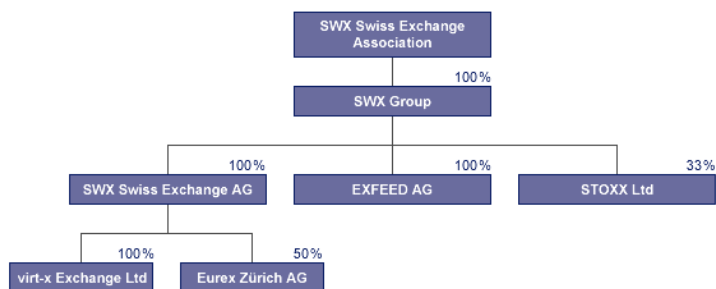 SWX Swiss Exchange
Association
100%
SWX Group
100%
100%
33%
SWX Swiss Exchange AG
EXFEED AG
STOXX Ltd
100%
50%
virt-x Exchange Ltd
Eurex Zürich AG